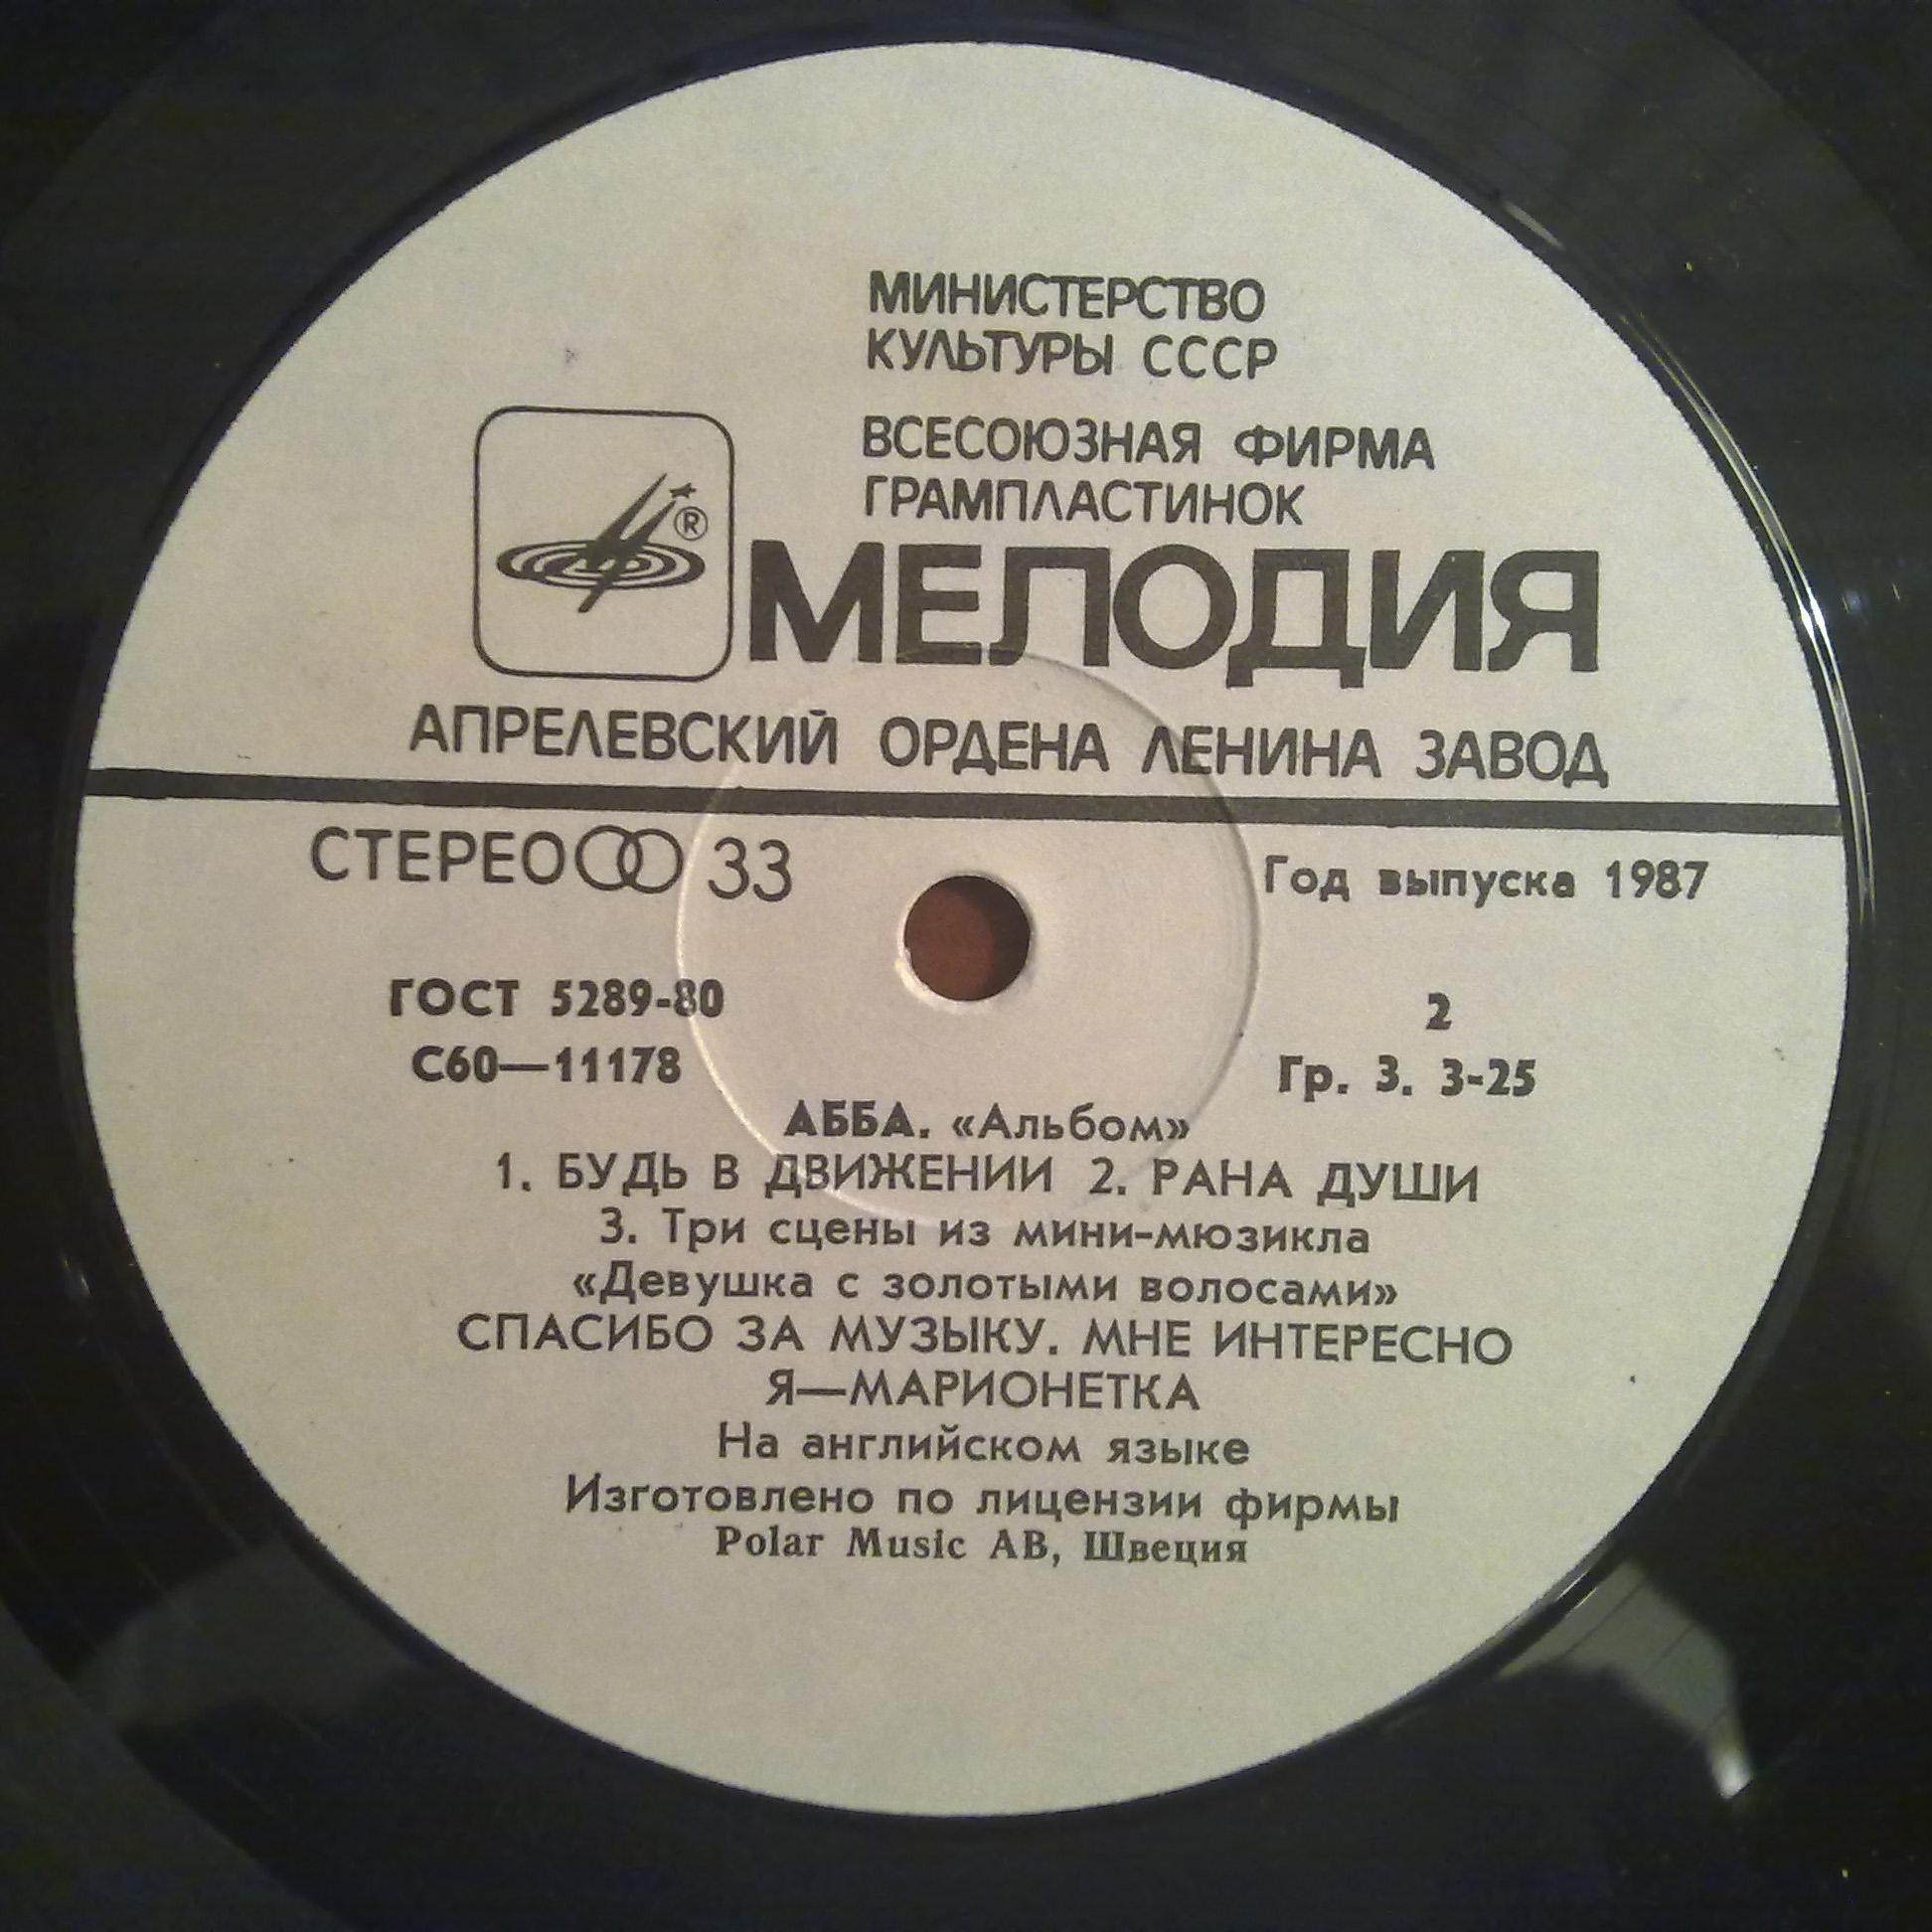 МИНИСТЕРСТВО
КУЛЬТУРЫ СССР
ВСЕСОЮЗНАЯ ФИРМА
ГРАМПЛАСТИНОК
®
МЕЛОДИЯ
АПРЕЛЕВСКИЙ ОРДЕНА ЛЕНИНА ЗАВОД
СТЕРЕО 33
Год выпуска 1987
ГОСТ 5289-80
2
С60—11178
Гр. 3. 3-25
АББА. «Альбом»
1. БУДЬ В ДВИЖЕНИИ 2. РАНА ДУШИ
3. Три сцены из мини-мюзикла
«Девушка с золотыми волосами»
СПАСИБО ЗА МУЗЫКУ. МНЕ ИНТЕРЕСНО
Я—МАРИОНЕТКА
На английском языке
Изготовлено по лицензии фирмы
Polar Music AB, Швеция